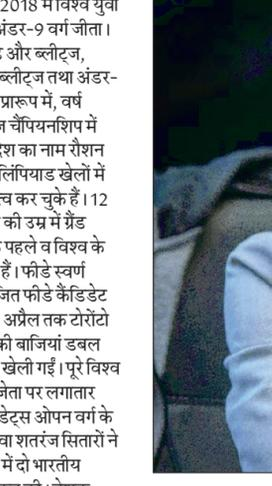 2018 में विश्व युवा
अंडर-9 वर्ग जीता।
और ब्लीट्ज,
ब्लीट्ज तथा अंडर-
प्रारूप में, वर्ष
चैंपियनशिप में
देश का नाम रौशन
लिंपियाड खेलों में
त्व कर चुके हैं। 12
की उम्र में ग्रैंड
पहले व विश्व के
हैं। फीडे स्वर्ण
जित फीडे कैंडिडेट
अप्रैल तक टोरोंटो
की बाजियां डबल
खेली गईं। पूरे विश्व
जेता पर लगातार
डेट्स ओपन वर्ग के
वा शतरंज सितारों ने
में दो भारतीय